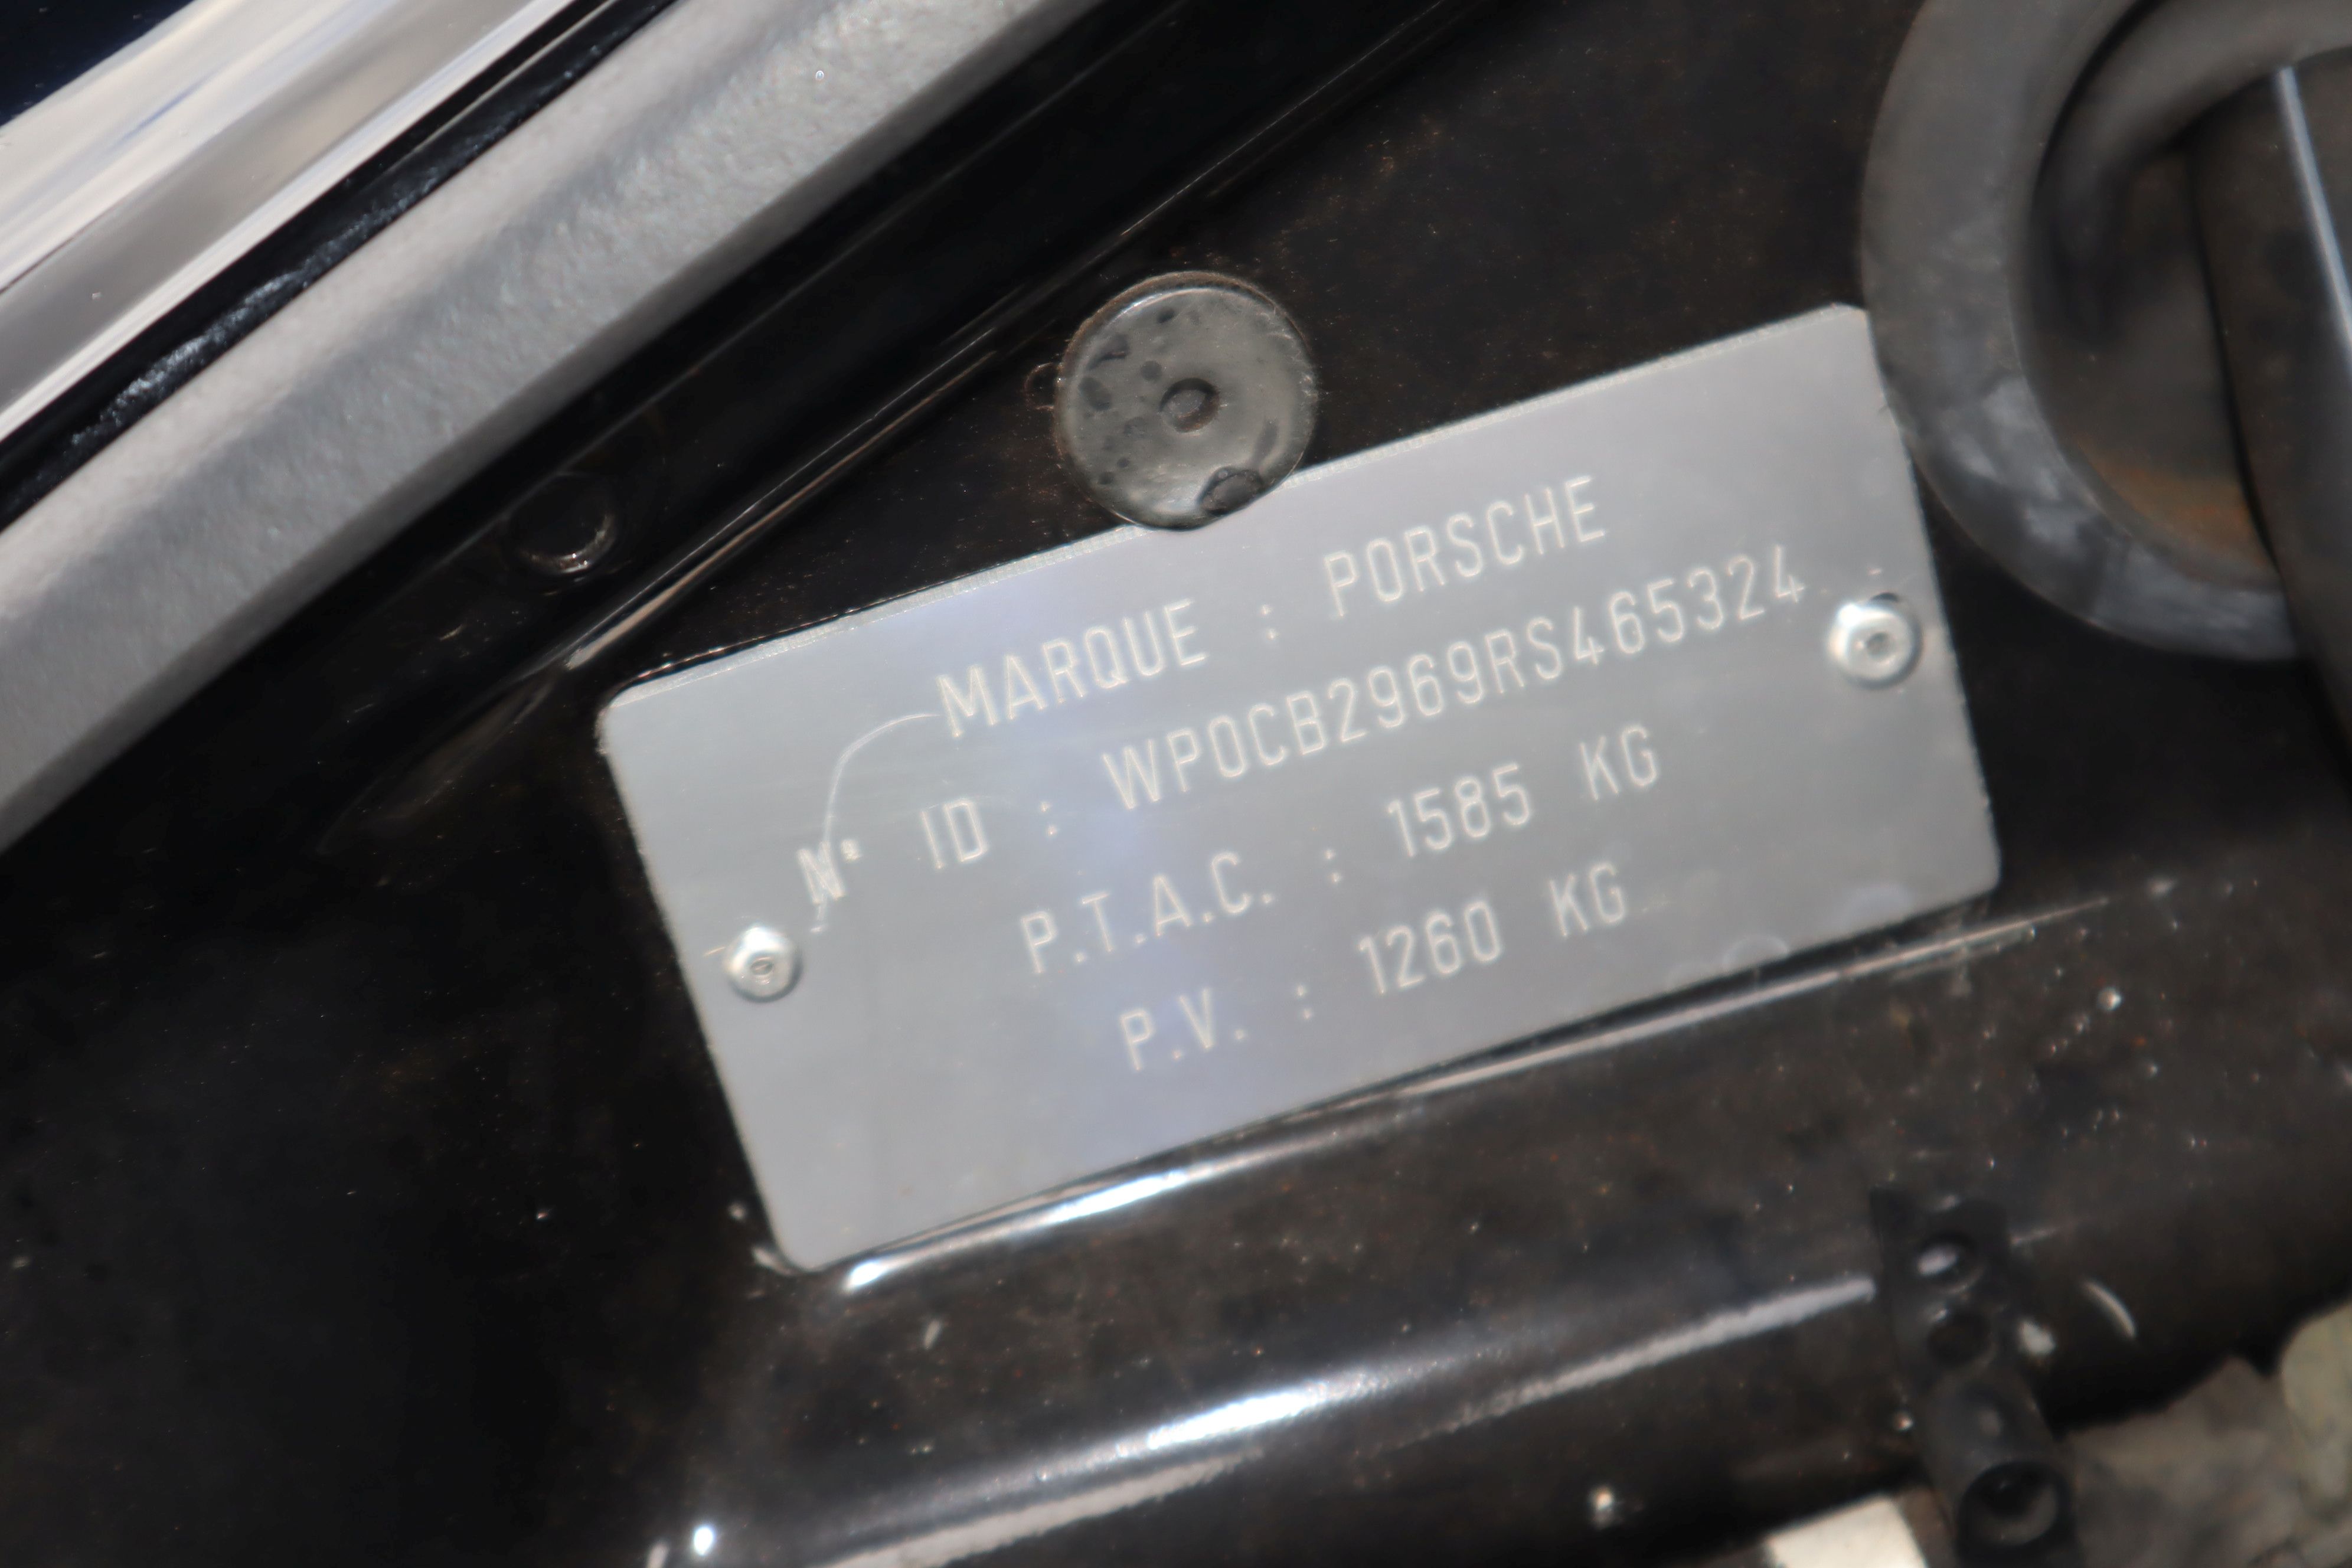 MARQUE : PORSCHE
N° ID : WP0CB2969RS465324
P.T.A.C. : 1585 KG
P.V. : 1260 KG